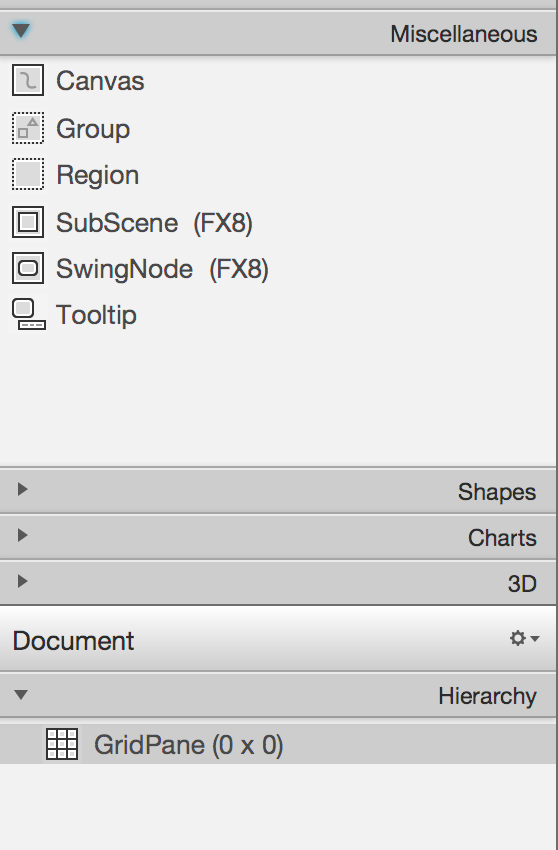 Miscellaneous
Canvas
Group
Region
SubScene (FX8)
SwingNode (FX8)
Tooltip
Shapes
Charts
3D
Document
Hierarchy
GridPane (0 x 0)